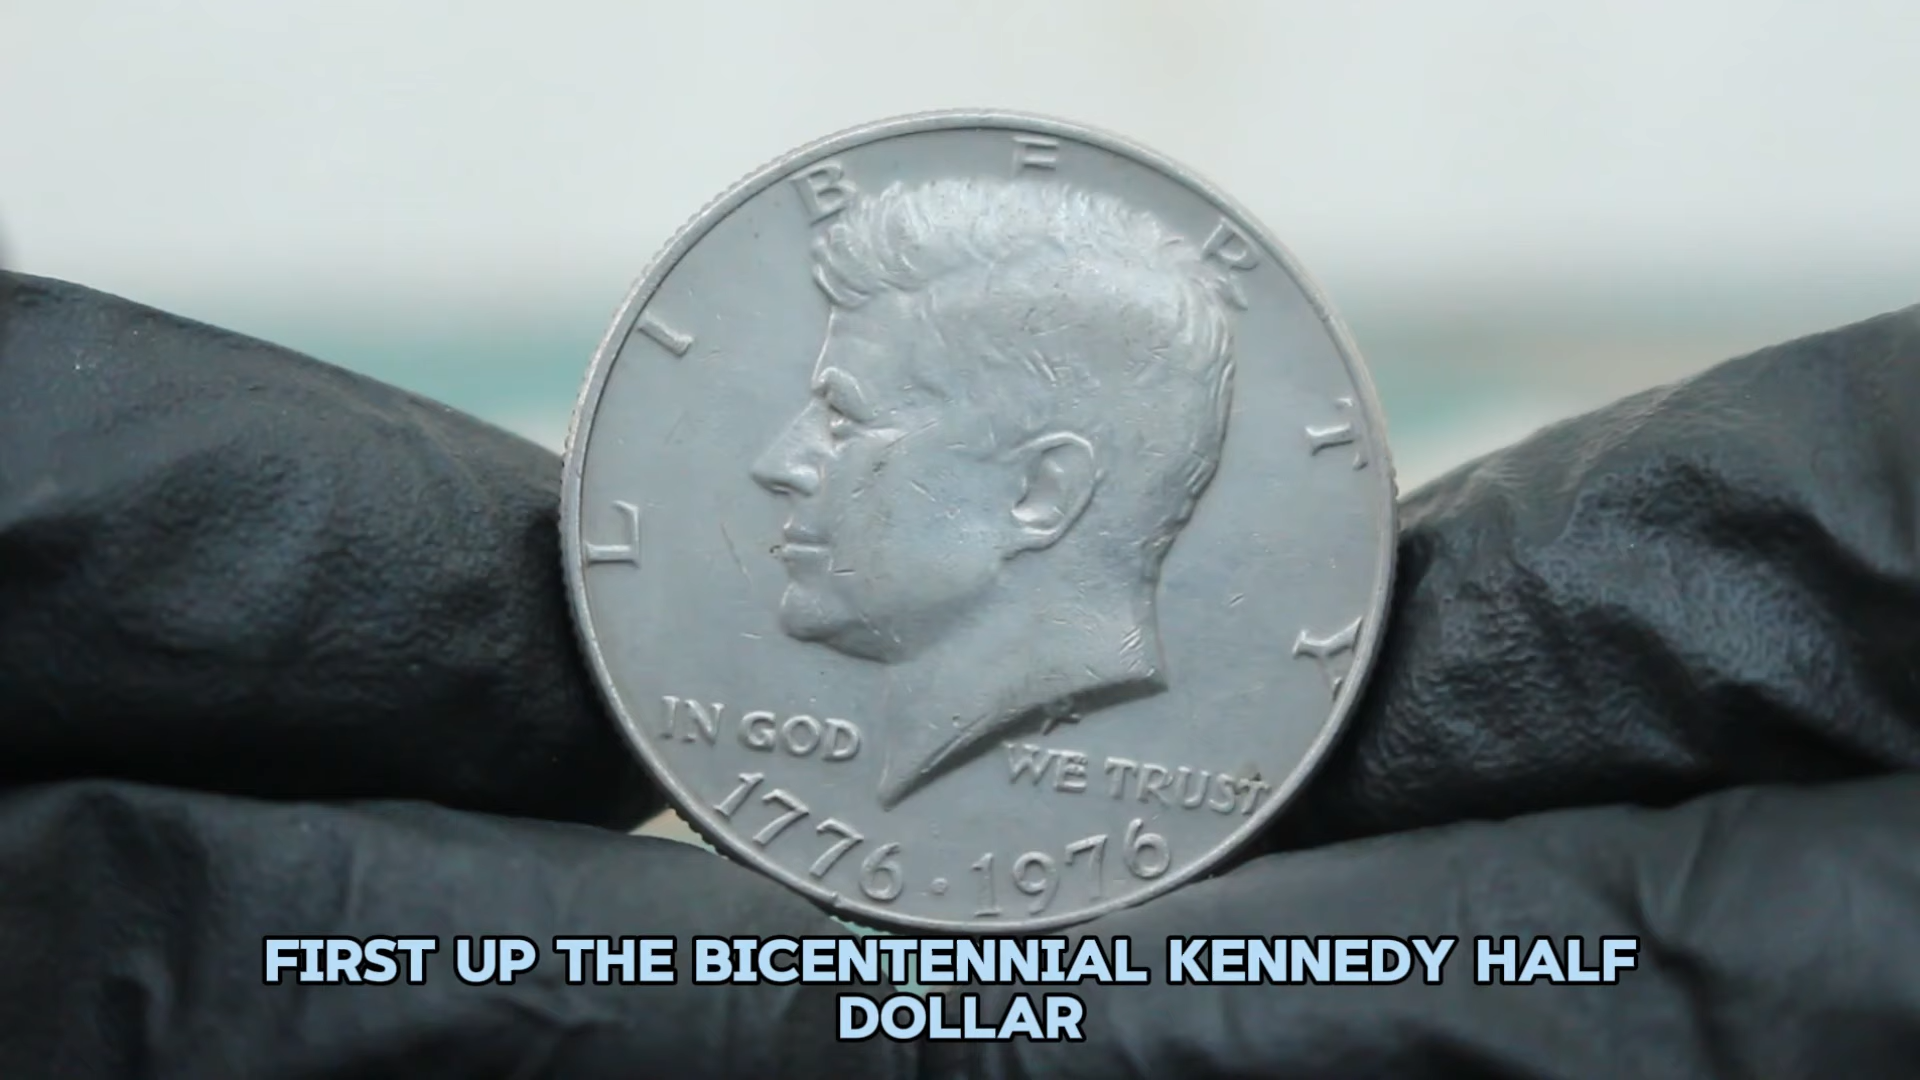 LIBERTY
IN GOD WE TRUST
1776 · 1976
FIRST UP THE BICENTENNIAL KENNEDY HALF
DOLLAR